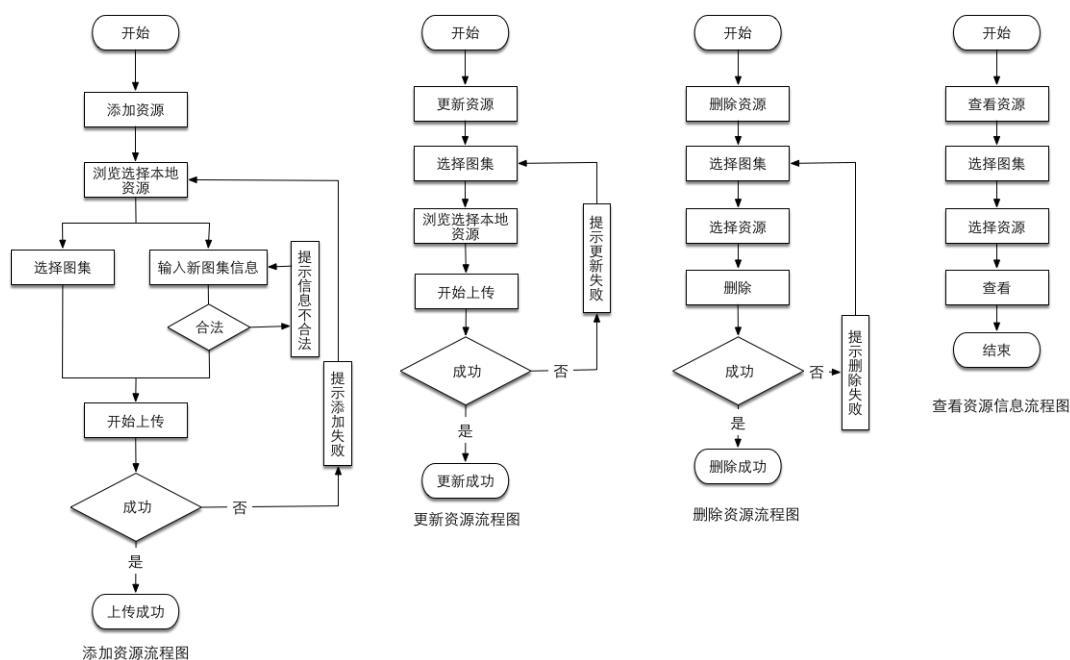 开始
添加资源
浏览选择本地
资源
选择图集
输入新图集信息
提示信息不合法
合法
提示添加失败
开始上传
成功
否
是
上传成功
添加资源流程图
开始
更新资源
选择图集
浏览选择本地
资源
提示更新失败
开始上传
成功
否
是
更新成功
更新资源流程图
开始
删除资源
选择图集
选择资源
删除
提示删除失败
成功
否
是
删除成功
删除资源流程图
开始
查看资源
选择图集
选择资源
查看
结束
查看资源信息流程图